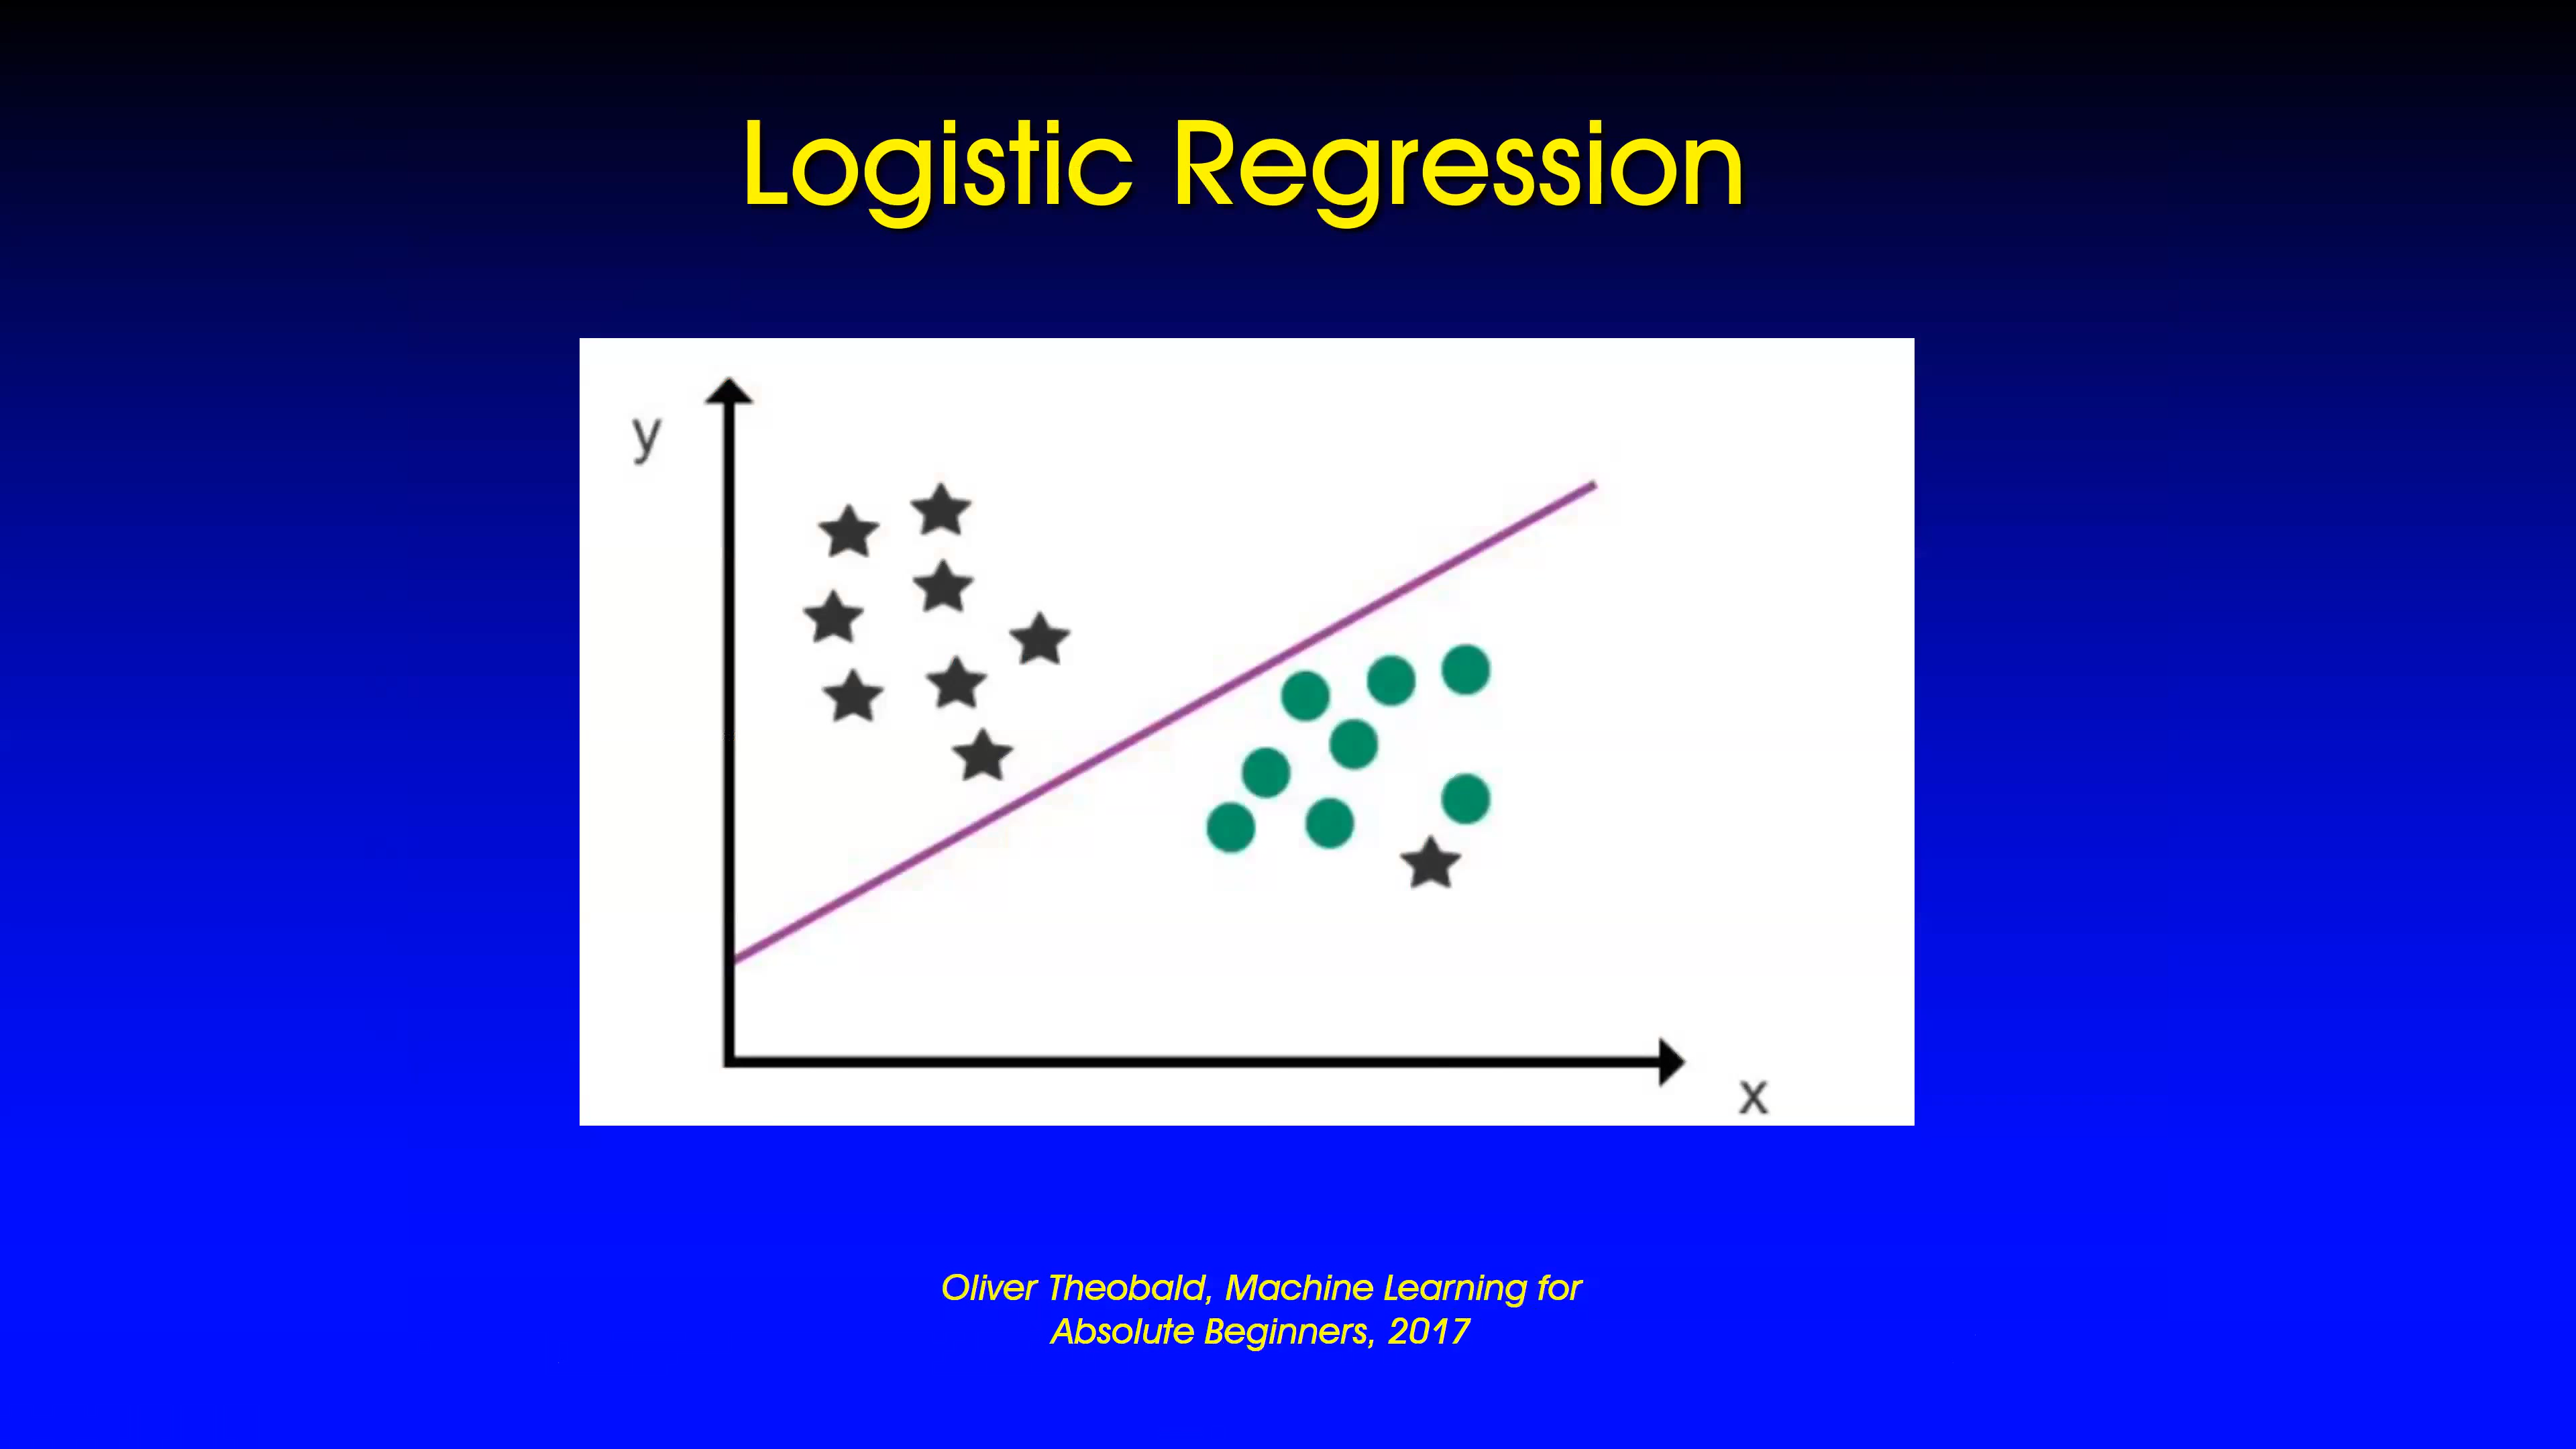 Logistic Regression
y
x
Oliver Theobald, Machine Learning for
Absolute Beginners, 2017